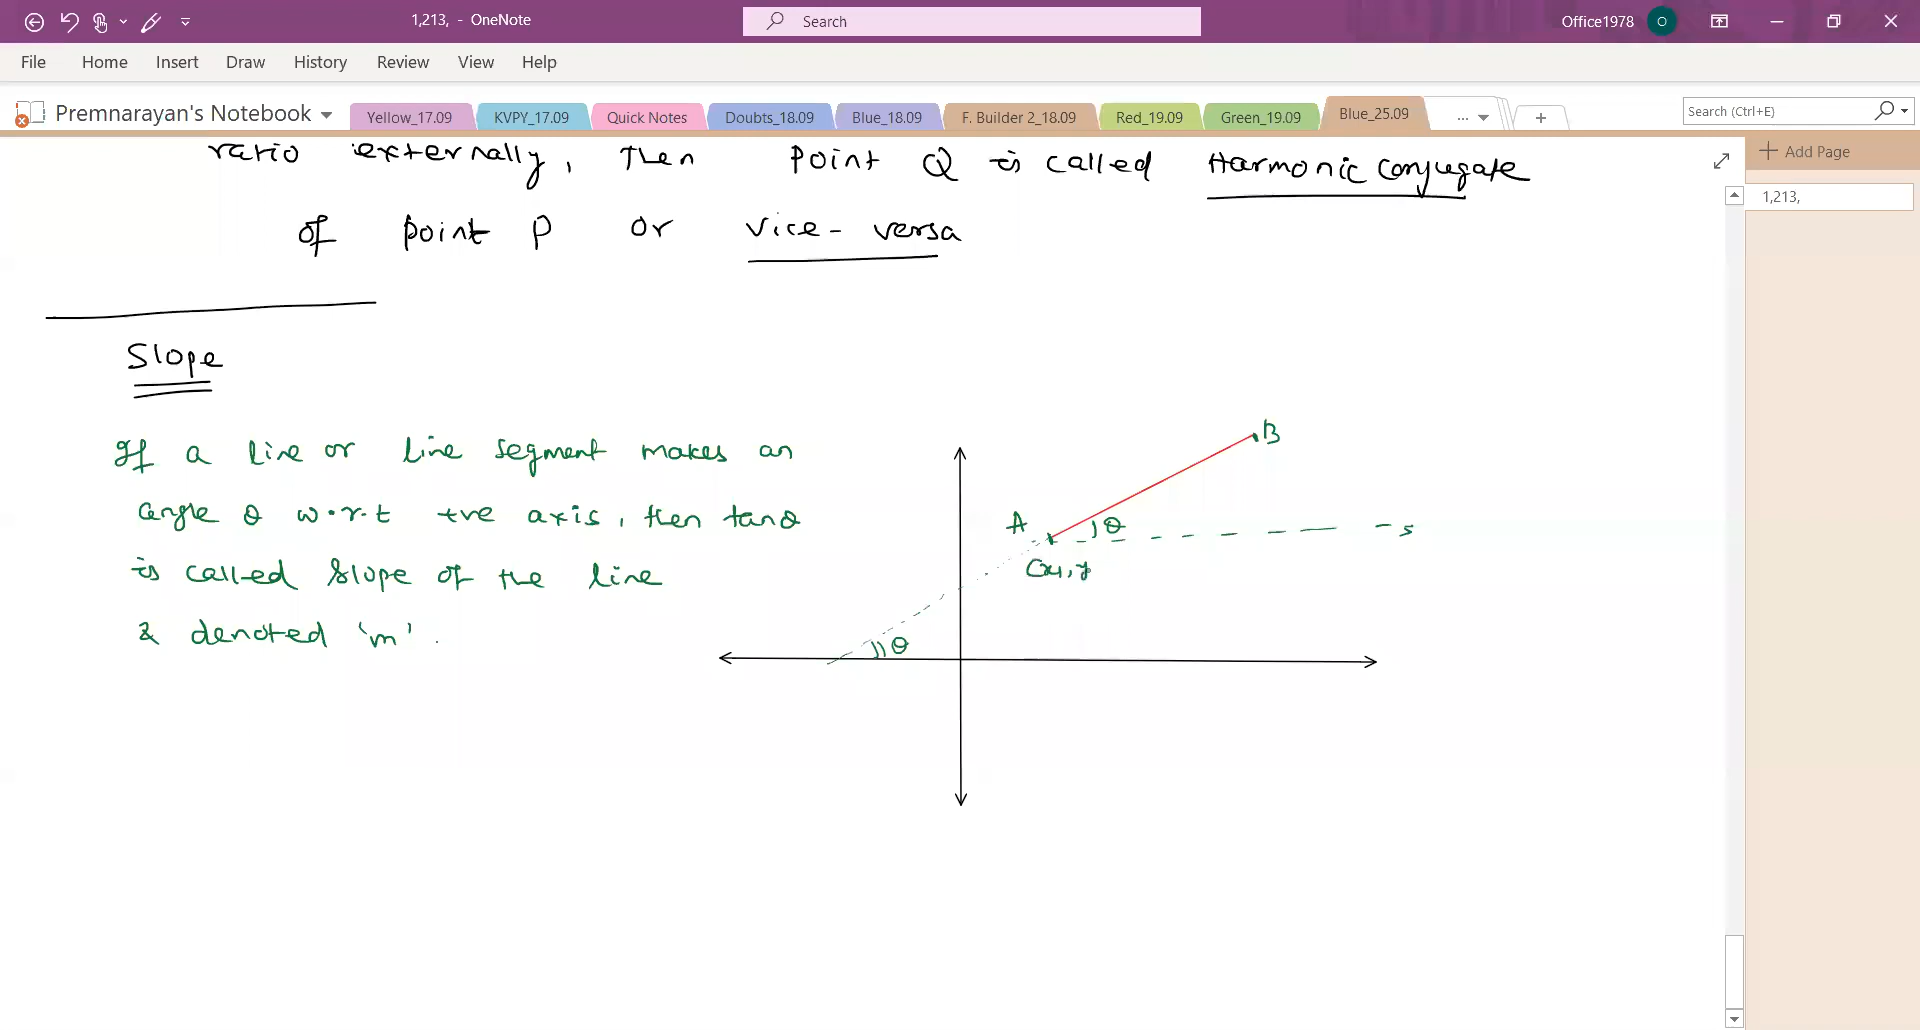 1,213, - OneNote
Search
Office1978
O
File Home Insert Draw History Review View Help
Premnarayan's Notebook
Yellow_17.09 KVPY_17.09 Quick Notes Doubts_18.09 Blue_18.09 F. Builder 2_18.09 Red_19.09 Green_19.09 Blue_25.09 ...
Search (Ctrl+E)
Add Page
1,213,
ratio externally, Then point Q is called Harmonic conjugate
of point P or vice-versa
Slope
If a line or line segment makes an
angle θ w.r.t +ve axis, then tanθ
is called slope of the line
& denoted 'm'.
B
A
θ
(x1,y
θ